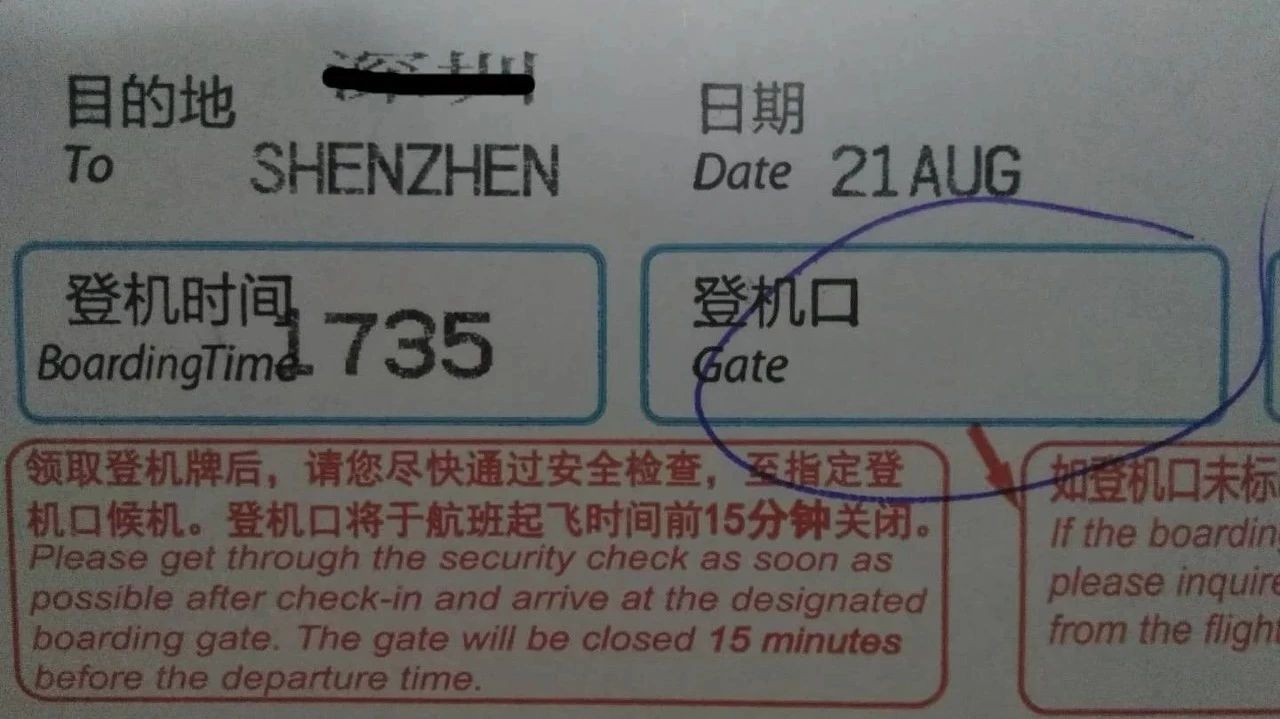 目的地 深圳
To SHENZHEN
日期
Date 21AUG
登机时间
BoardingTime 1735
登机口
Gate
领取登机牌后，请您尽快通过安全检查，至指定登
机口候机。登机口将于航班起飞时间前15分钟关闭。
Please get through the security check as soon as
possible after check-in and arrive at the designated
boarding gate. The gate will be closed 15 minutes
before the departure time.
如登机口未标
If the boardin
please inquire
from the flight